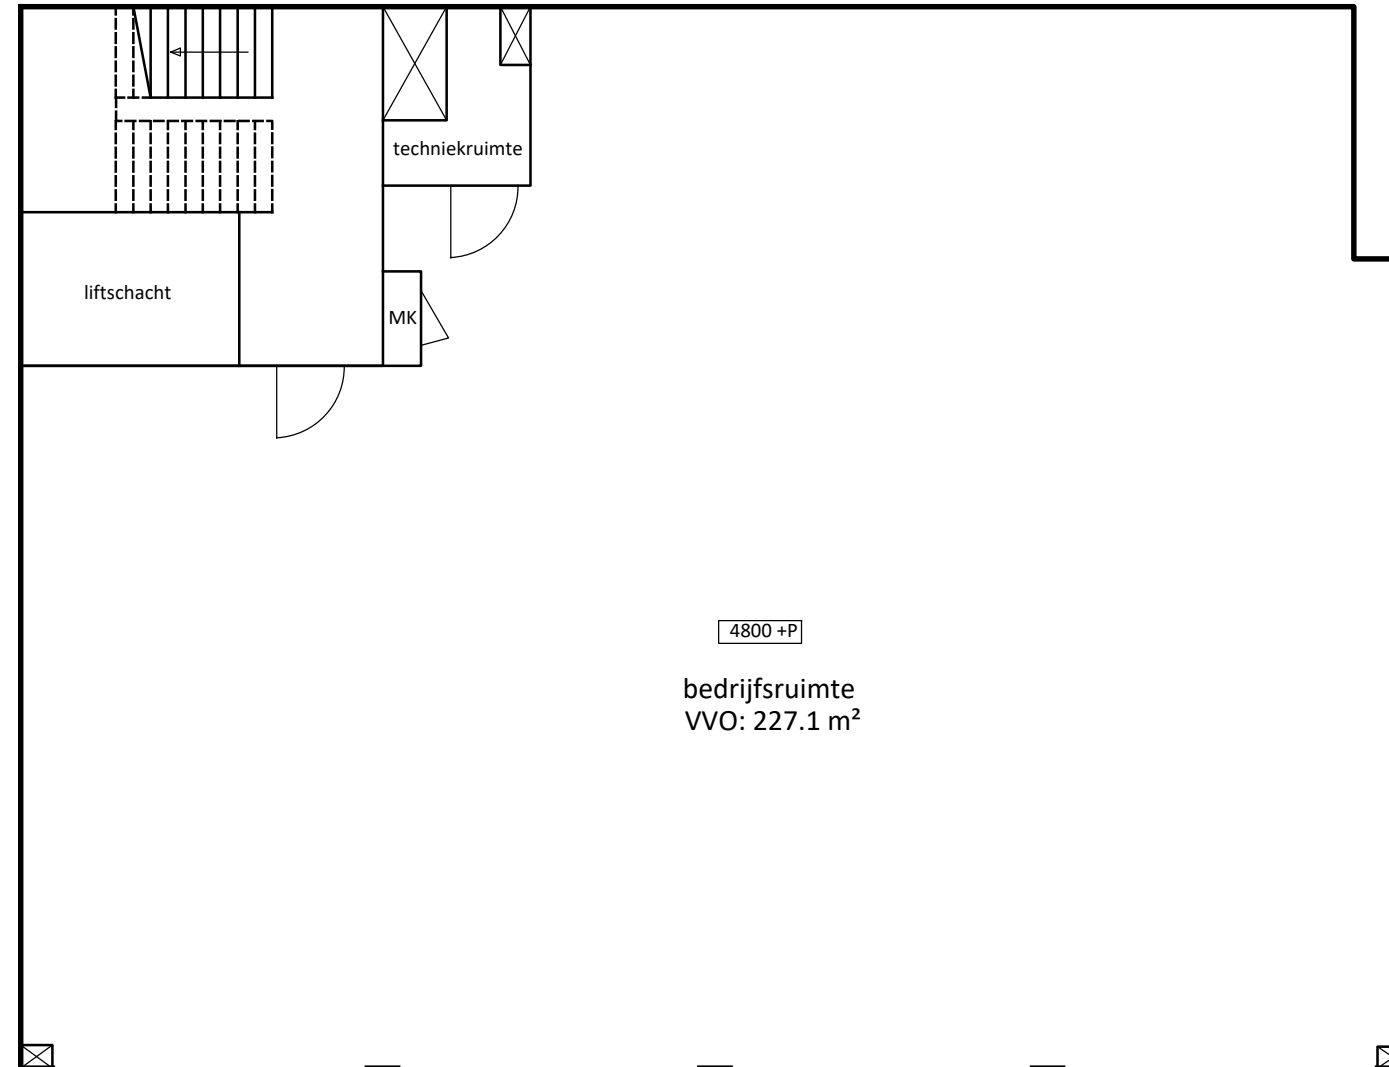 techniekruimte
liftschacht
MK
4800 +P
bedrijfsruimte
VVO: 227.1 m²